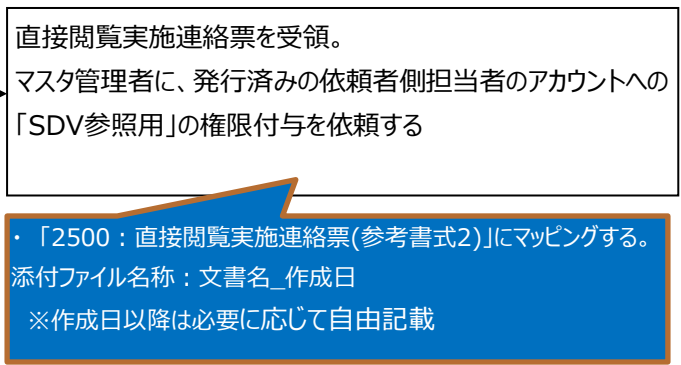 直接閲覧実施連絡票を受領。
マスタ管理者に、発行済みの依頼者側担当者のアカウントへの
「SDV参照用」の権限付与を依頼する
・「2500：直接閲覧実施連絡票(参考書式2)」にマッピングする。
添付ファイル名称：文書名_作成日
※作成日以降は必要に応じて自由記載